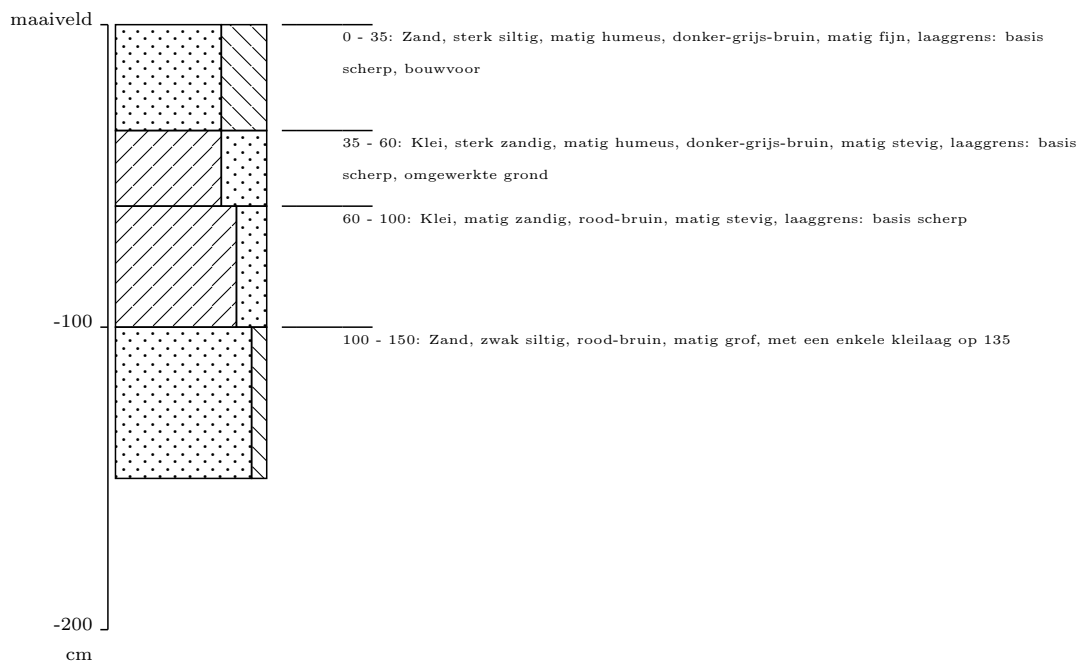 maaiveld
0 - 35: Zand, sterk siltig, matig humeus, donker-grijs-bruin, matig fijn, laaggrens: basis
scherp, bouwvoor
35 - 60: Klei, sterk zandig, matig humeus, donker-grijs-bruin, matig stevig, laaggrens: basis
scherp, omgewerkte grond
60 - 100: Klei, matig zandig, rood-bruin, matig stevig, laaggrens: basis scherp
-100
100 - 150: Zand, zwak siltig, rood-bruin, matig grof, met een enkele kleilaag op 135
-200
cm